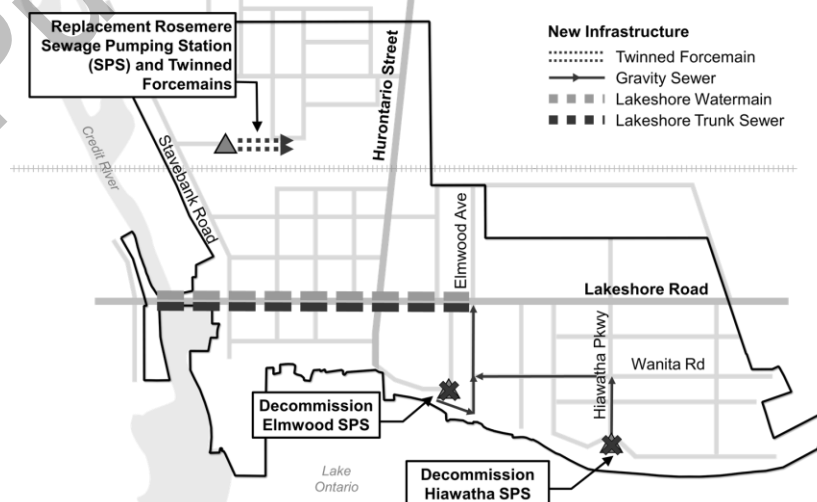 Replacement Rosemere
Sewage Pumping Station
(SPS) and Twinned
Forcemains
Hurontario Street
New Infrastructure
Twinned Forcemain
Gravity Sewer
Lakeshore Watermain
Lakeshore Trunk Sewer
Credit River
Stavebank Road
Elmwood Ave
Lakeshore Road
Hiawatha Pkwy
Wanita Rd
Decommission
Elmwood SPS
Lake
Ontario
Decommission
Hiawatha SPS